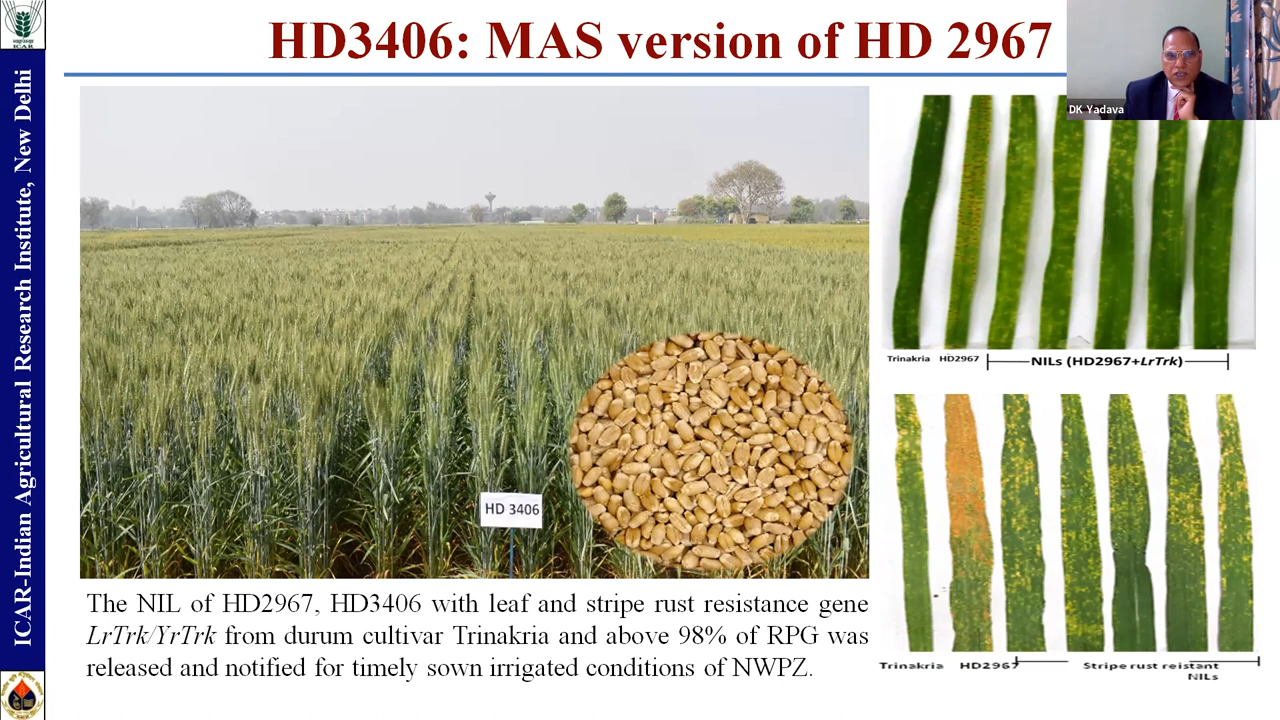 HD3406: MAS version of HD 2967
DK Yadava
ICAR-Indian Agricultural Research Institute, New Delhi
ICAR
HD 3406
Trinakria HD2967 NILs (HD2967+LrTrk)
Trinakria HD2967 Stripe rust reistant
NILs
The NIL of HD2967, HD3406 with leaf and stripe rust resistance gene
LrTrk/YrTrk from durum cultivar Trinakria and above 98% of RPG was
released and notified for timely sown irrigated conditions of NWPZ.